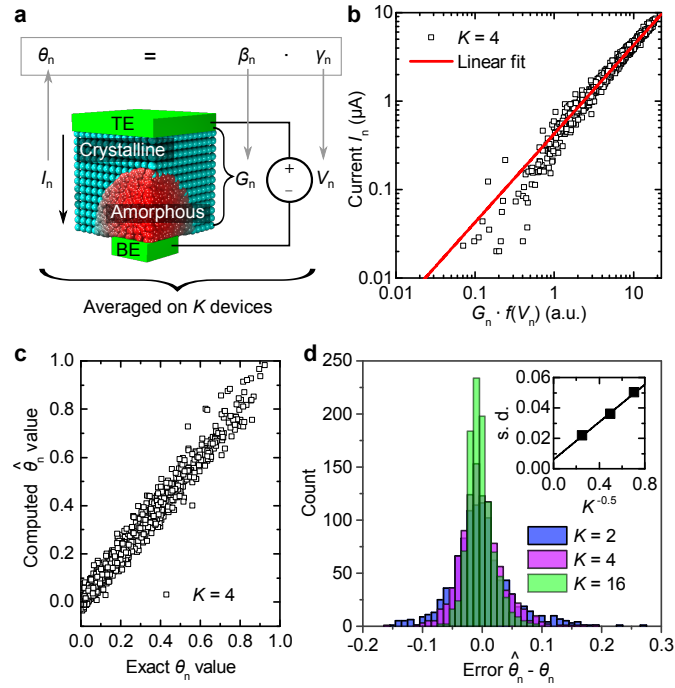 a
θn = βn · γn
TE
Crystalline
In
Gn
+
−
Vn
Amorphous
BE
Averaged on K devices
b
K = 4
Linear fit
Current In (μA)
10
1
0.1
0.01
0.01 0.1 1 10
Gn · f(Vn) (a.u.)
c
Computed θ̂n value
1.0
0.8
0.6
0.4
0.2
0.0
K = 4
0.0 0.2 0.4 0.6 0.8 1.0
Exact θn value
d
Count
250
200
150
100
50
0
s. d.
0.06
0.04
0.02
0.00
0.0 0.4 0.8
K-0.5
K = 2
K = 4
K = 16
-0.2 -0.1 0.0 0.1 0.2 0.3
Error θ̂n - θn